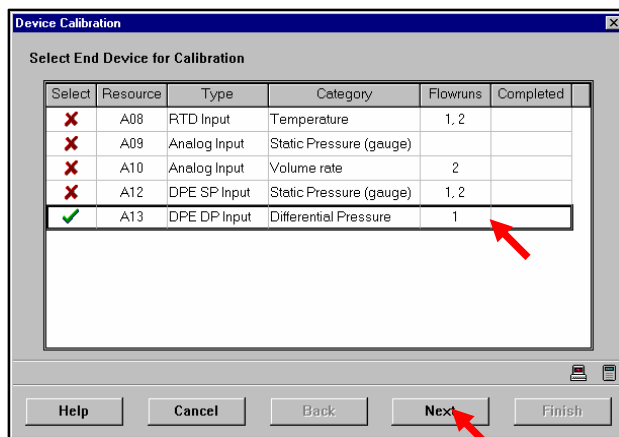 Device Calibration
Select End Device for Calibration
Select Resource Type Category Flowruns Completed
A08 RTD Input Temperature 1, 2
A09 Analog Input Static Pressure (gauge)
A10 Analog Input Volume rate 2
A12 DPE SP Input Static Pressure (gauge) 1, 2
A13 DPE DP Input Differential Pressure 1
Help Cancel Back Next Finish